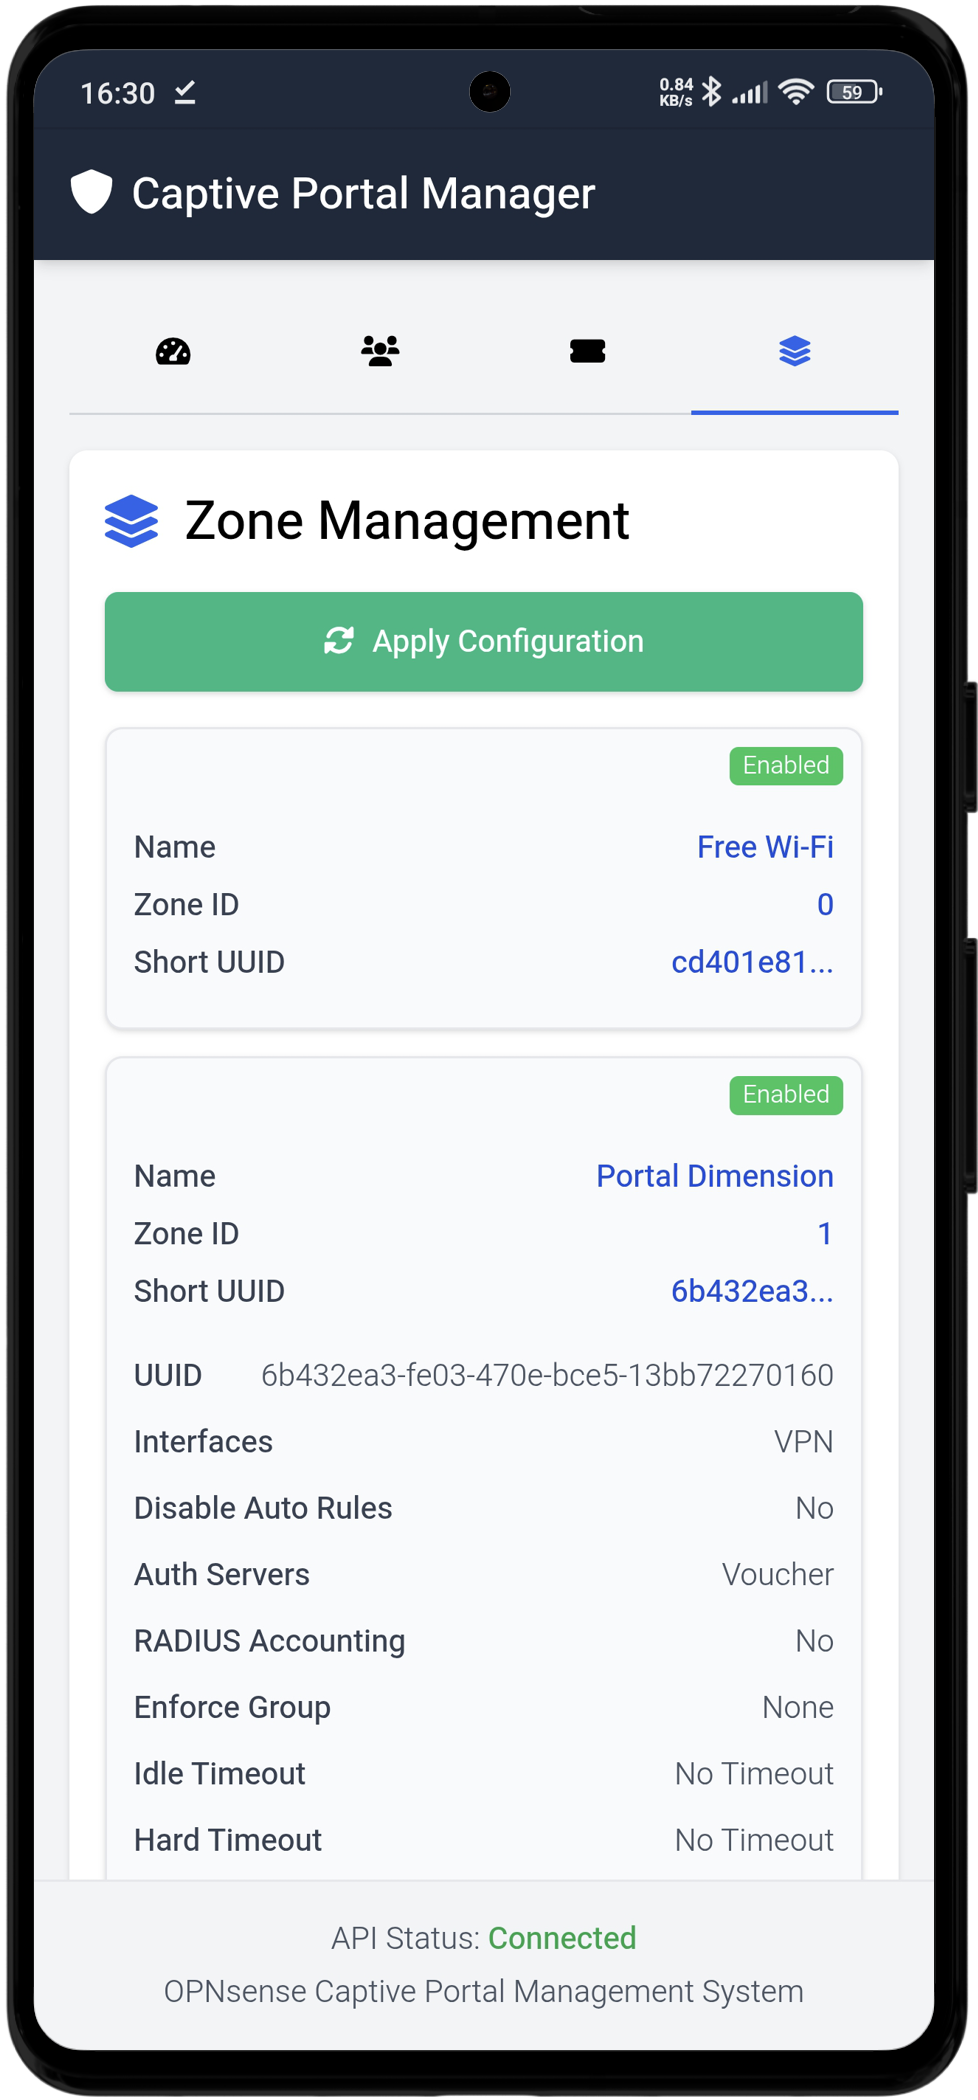 16:30
0.84
KB/s
59
Captive Portal Manager
Zone Management
Apply Configuration
Enabled
Name Free Wi-Fi
Zone ID 0
Short UUID cd401e81...
Enabled
Name Portal Dimension
Zone ID 1
Short UUID 6b432ea3...
UUID 6b432ea3-fe03-470e-bce5-13bb72270160
Interfaces VPN
Disable Auto Rules No
Auth Servers Voucher
RADIUS Accounting No
Enforce Group None
Idle Timeout No Timeout
Hard Timeout No Timeout
API Status: Connected
OPNsense Captive Portal Management System